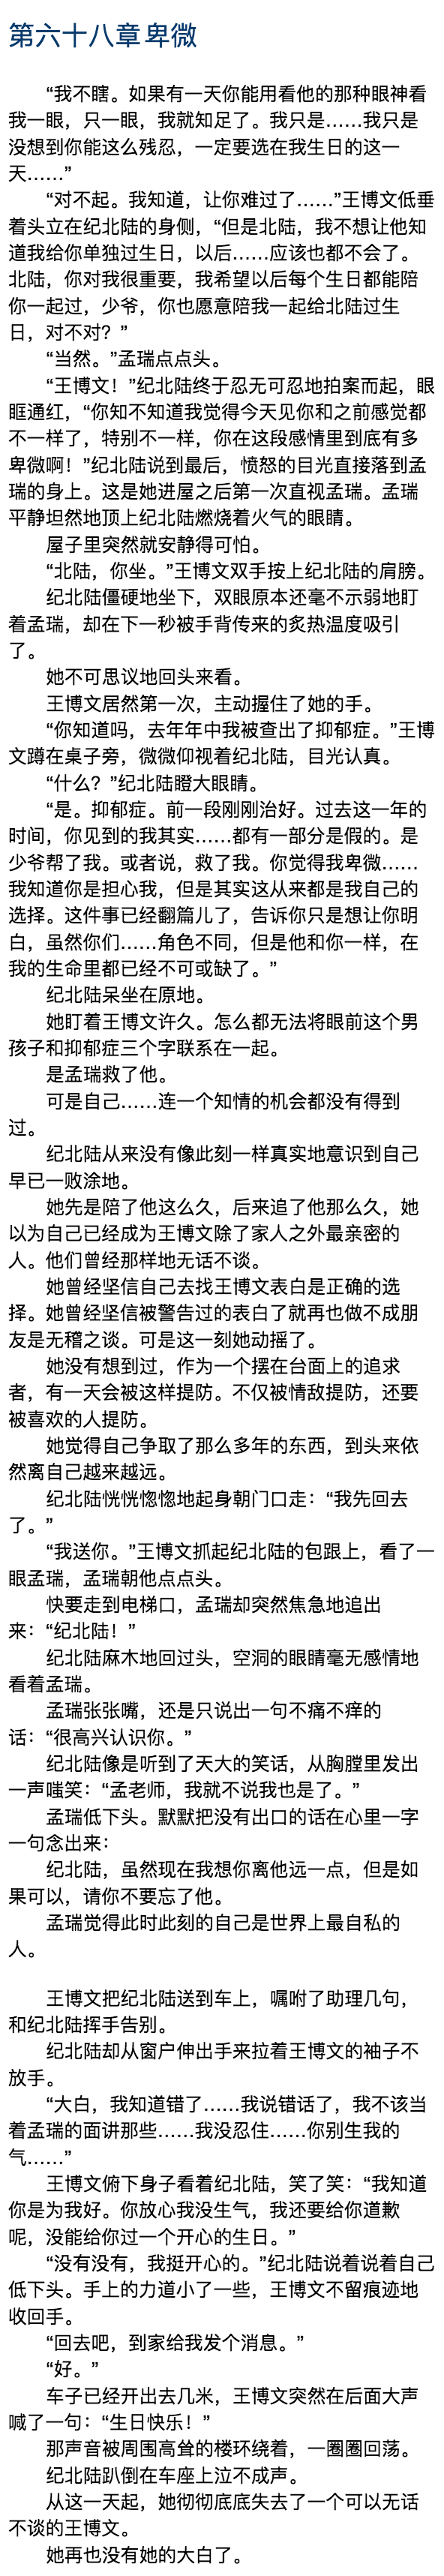 第六十八章 卑微
“我不瞎。如果有一天你能用看他的那种眼神看
我一眼，只一眼，我就知足了。我只是……我只是
没想到你能这么残忍，一定要选在我生日的这一
天……”
“对不起。我知道，让你难过了……”王博文低垂
着头立在纪北陆的身侧，“但是北陆，我不想让他知
道我给你单独过生日，以后……应该也都不会了。
北陆，你对我很重要，我希望以后每个生日都能陪
你一起过，少爷，你也愿意陪我一起给北陆过生
日，对不对？”
“当然。”孟瑞点点头。
“王博文！”纪北陆终于忍无可忍地拍案而起，眼
眶通红，“你知不知道我觉得今天见你和之前感觉都
不一样了，特别不一样，你在这段感情里到底有多
卑微啊！”纪北陆说到最后，愤怒的目光直接落到孟
瑞的身上。这是她进屋之后第一次直视孟瑞。孟瑞
平静坦然地顶上纪北陆燃烧着火气的眼睛。
屋子里突然就安静得可怕。
“北陆，你坐。”王博文双手按上纪北陆的肩膀。
纪北陆僵硬地坐下，双眼原本还毫不示弱地盯
着孟瑞，却在下一秒被手背传来的炙热温度吸引
了。
她不可思议地回头来看。
王博文居然第一次，主动握住了她的手。
“你知道吗，去年年中我被查出了抑郁症。”王博
文蹲在桌子旁，微微仰视着纪北陆，目光认真。
“什么？”纪北陆瞪大眼睛。
“是。抑郁症。前一段刚刚治好。过去这一年的
时间，你见到的我其实……都有一部分是假的。是
少爷帮了我。或者说，救了我。你觉得我卑微……
我知道你是担心我，但是其实这从来都是我自己的
选择。这件事已经翻篇儿了，告诉你只是想让你明
白，虽然你们……角色不同，但是他和你一样，在
我的生命里都已经不可或缺了。”
纪北陆呆坐在原地。
她盯着王博文许久。怎么都无法将眼前这个男
孩子和抑郁症三个字联系在一起。
是孟瑞救了他。
可是自己……连一个知情的机会都没有得到
过。
纪北陆从来没有像此刻一样真实地意识到自己
早已一败涂地。
她先是陪了他这么久，后来追了他那么久，她
以为自己已经成为王博文除了家人之外最亲密的
人。他们曾经那样地无话不谈。
她曾经坚信自己去找王博文表白是正确的选
择。她曾经坚信被警告过的表白了就再也做不成朋
友是无稽之谈。可是这一刻她动摇了。
她没有想到过，作为一个摆在台面上的追求
者，有一天会被这样提防。不仅被情敌提防，还要
被喜欢的人提防。
她觉得自己争取了那么多年的东西，到头来依
然离自己越来越远。
纪北陆恍恍惚惚地起身朝门口走：“我先回去
了。”
“我送你。”王博文抓起纪北陆的包跟上，看了一
眼孟瑞，孟瑞朝他点点头。
快要走到电梯口，孟瑞却突然焦急地追出
来：“纪北陆！”
纪北陆麻木地回过头，空洞的眼睛毫无感情地
看着孟瑞。
孟瑞张张嘴，还是只说出一句不痛不痒的
话：“很高兴认识你。”
纪北陆像是听到了天大的笑话，从胸膛里发出
一声嗤笑：“孟老师，我就不说我也是了。”
孟瑞低下头。默默把没有出口的话在心里一字
一句念出来：
纪北陆，虽然现在我想你离他远一点，但是如
果可以，请你不要忘了他。
孟瑞觉得此时此刻的自己是世界上最自私的
人。
王博文把纪北陆送到车上，嘱咐了助理几句，
和纪北陆挥手告别。
纪北陆却从窗户伸出手来拉着王博文的袖子不
放手。
“大白，我知道错了……我说错话了，我不该当
着孟瑞的面讲那些……我没忍住……你别生我的
气……”
王博文俯下身子看着纪北陆，笑了笑：“我知道
你是为我好。你放心我没生气，我还要给你道歉
呢，没能给你过一个开心的生日。”
“没有没有，我挺开心的。”纪北陆说着说着自己
低下头。手上的力道小了一些，王博文不留痕迹地
收回手。
“回去吧，到家给我发个消息。”
“好。”
车子已经开出去几米，王博文突然在后面大声
喊了一句：“生日快乐！”
那声音被周围高耸的楼环绕着，一圈圈回荡。
纪北陆趴倒在车座上泣不成声。
从这一天起，她彻彻底底失去了一个可以无话
不谈的王博文。
她再也没有她的大白了。